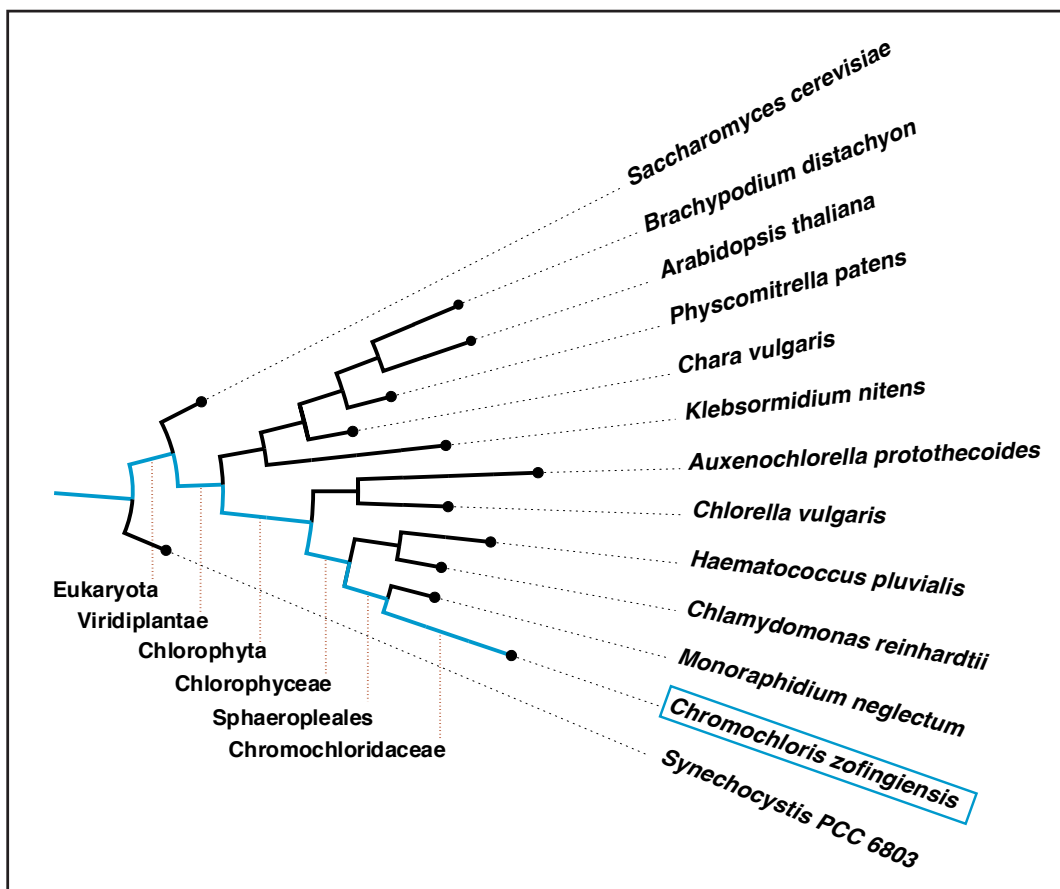 Saccharomyces cerevisiae
Brachypodium distachyon
Arabidopsis thaliana
Physcomitrella patens
Chara vulgaris
Klebsormidium nitens
Auxenochlorella protothecoides
Chlorella vulgaris
Haematococcus pluvialis
Chlamydomonas reinhardtii
Monoraphidium neglectum
Chromochloris zofingiensis
Synechocystis PCC 6803
Eukaryota
Viridiplantae
Chlorophyta
Chlorophyceae
Sphaeropleales
Chromochloridaceae